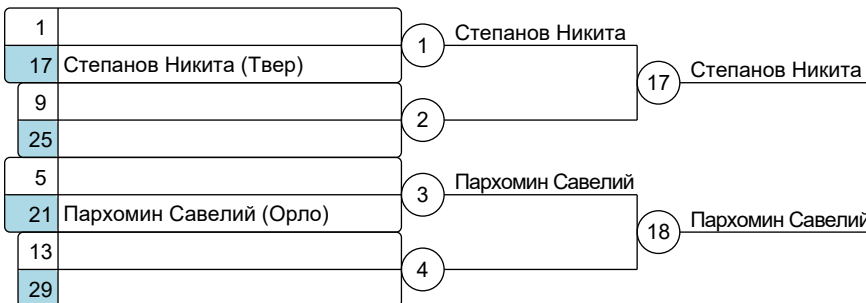 1
Степанов Никита
1
17 Степанов Никита (Твер)
Степанов Никита
17
9
2
25
5
Пархомин Савелий
3
21 Пархомин Савелий (Орло)
Пархомин Савелий
18
13
4
29